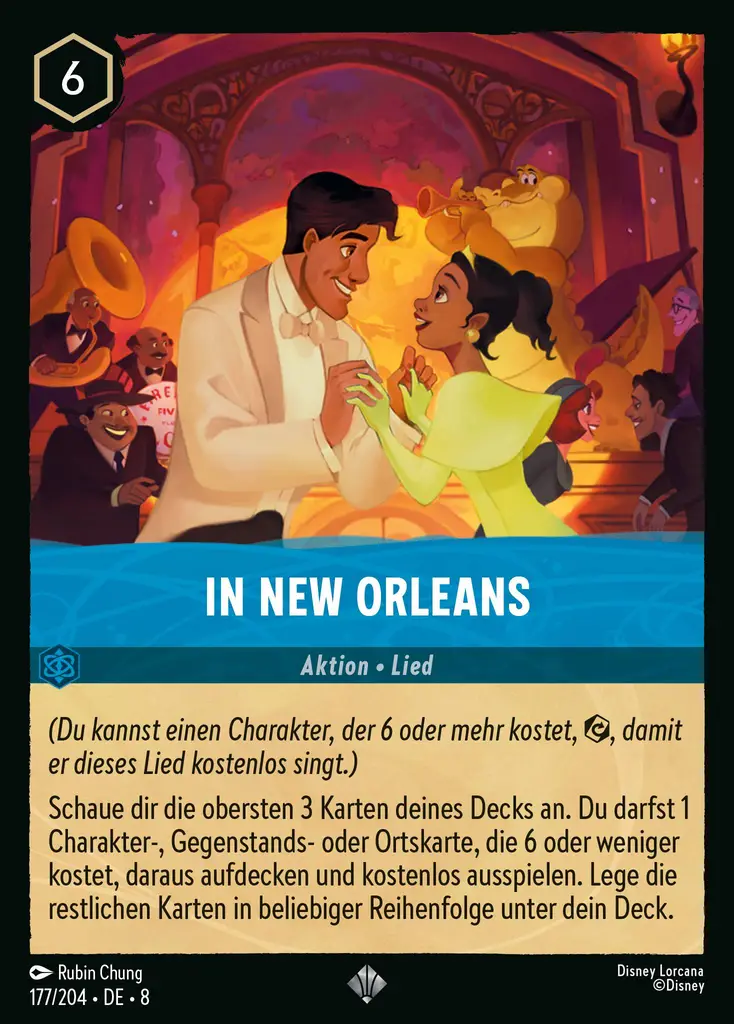 6
IN NEW ORLEANS
Aktion • Lied
(Du kannst einen Charakter, der 6 oder mehr kostet, , damit
er dieses Lied kostenlos singt.)
Schaue dir die obersten 3 Karten deines Decks an. Du darfst 1
Charakter-, Gegenstands- oder Ortskarte, die 6 oder weniger
kostet, daraus aufdecken und kostenlos ausspielen. Lege die
restlichen Karten in beliebiger Reihenfolge unter dein Deck.
Rubin Chung
Disney Lorcana
177/204 • DE • 8
©Disney